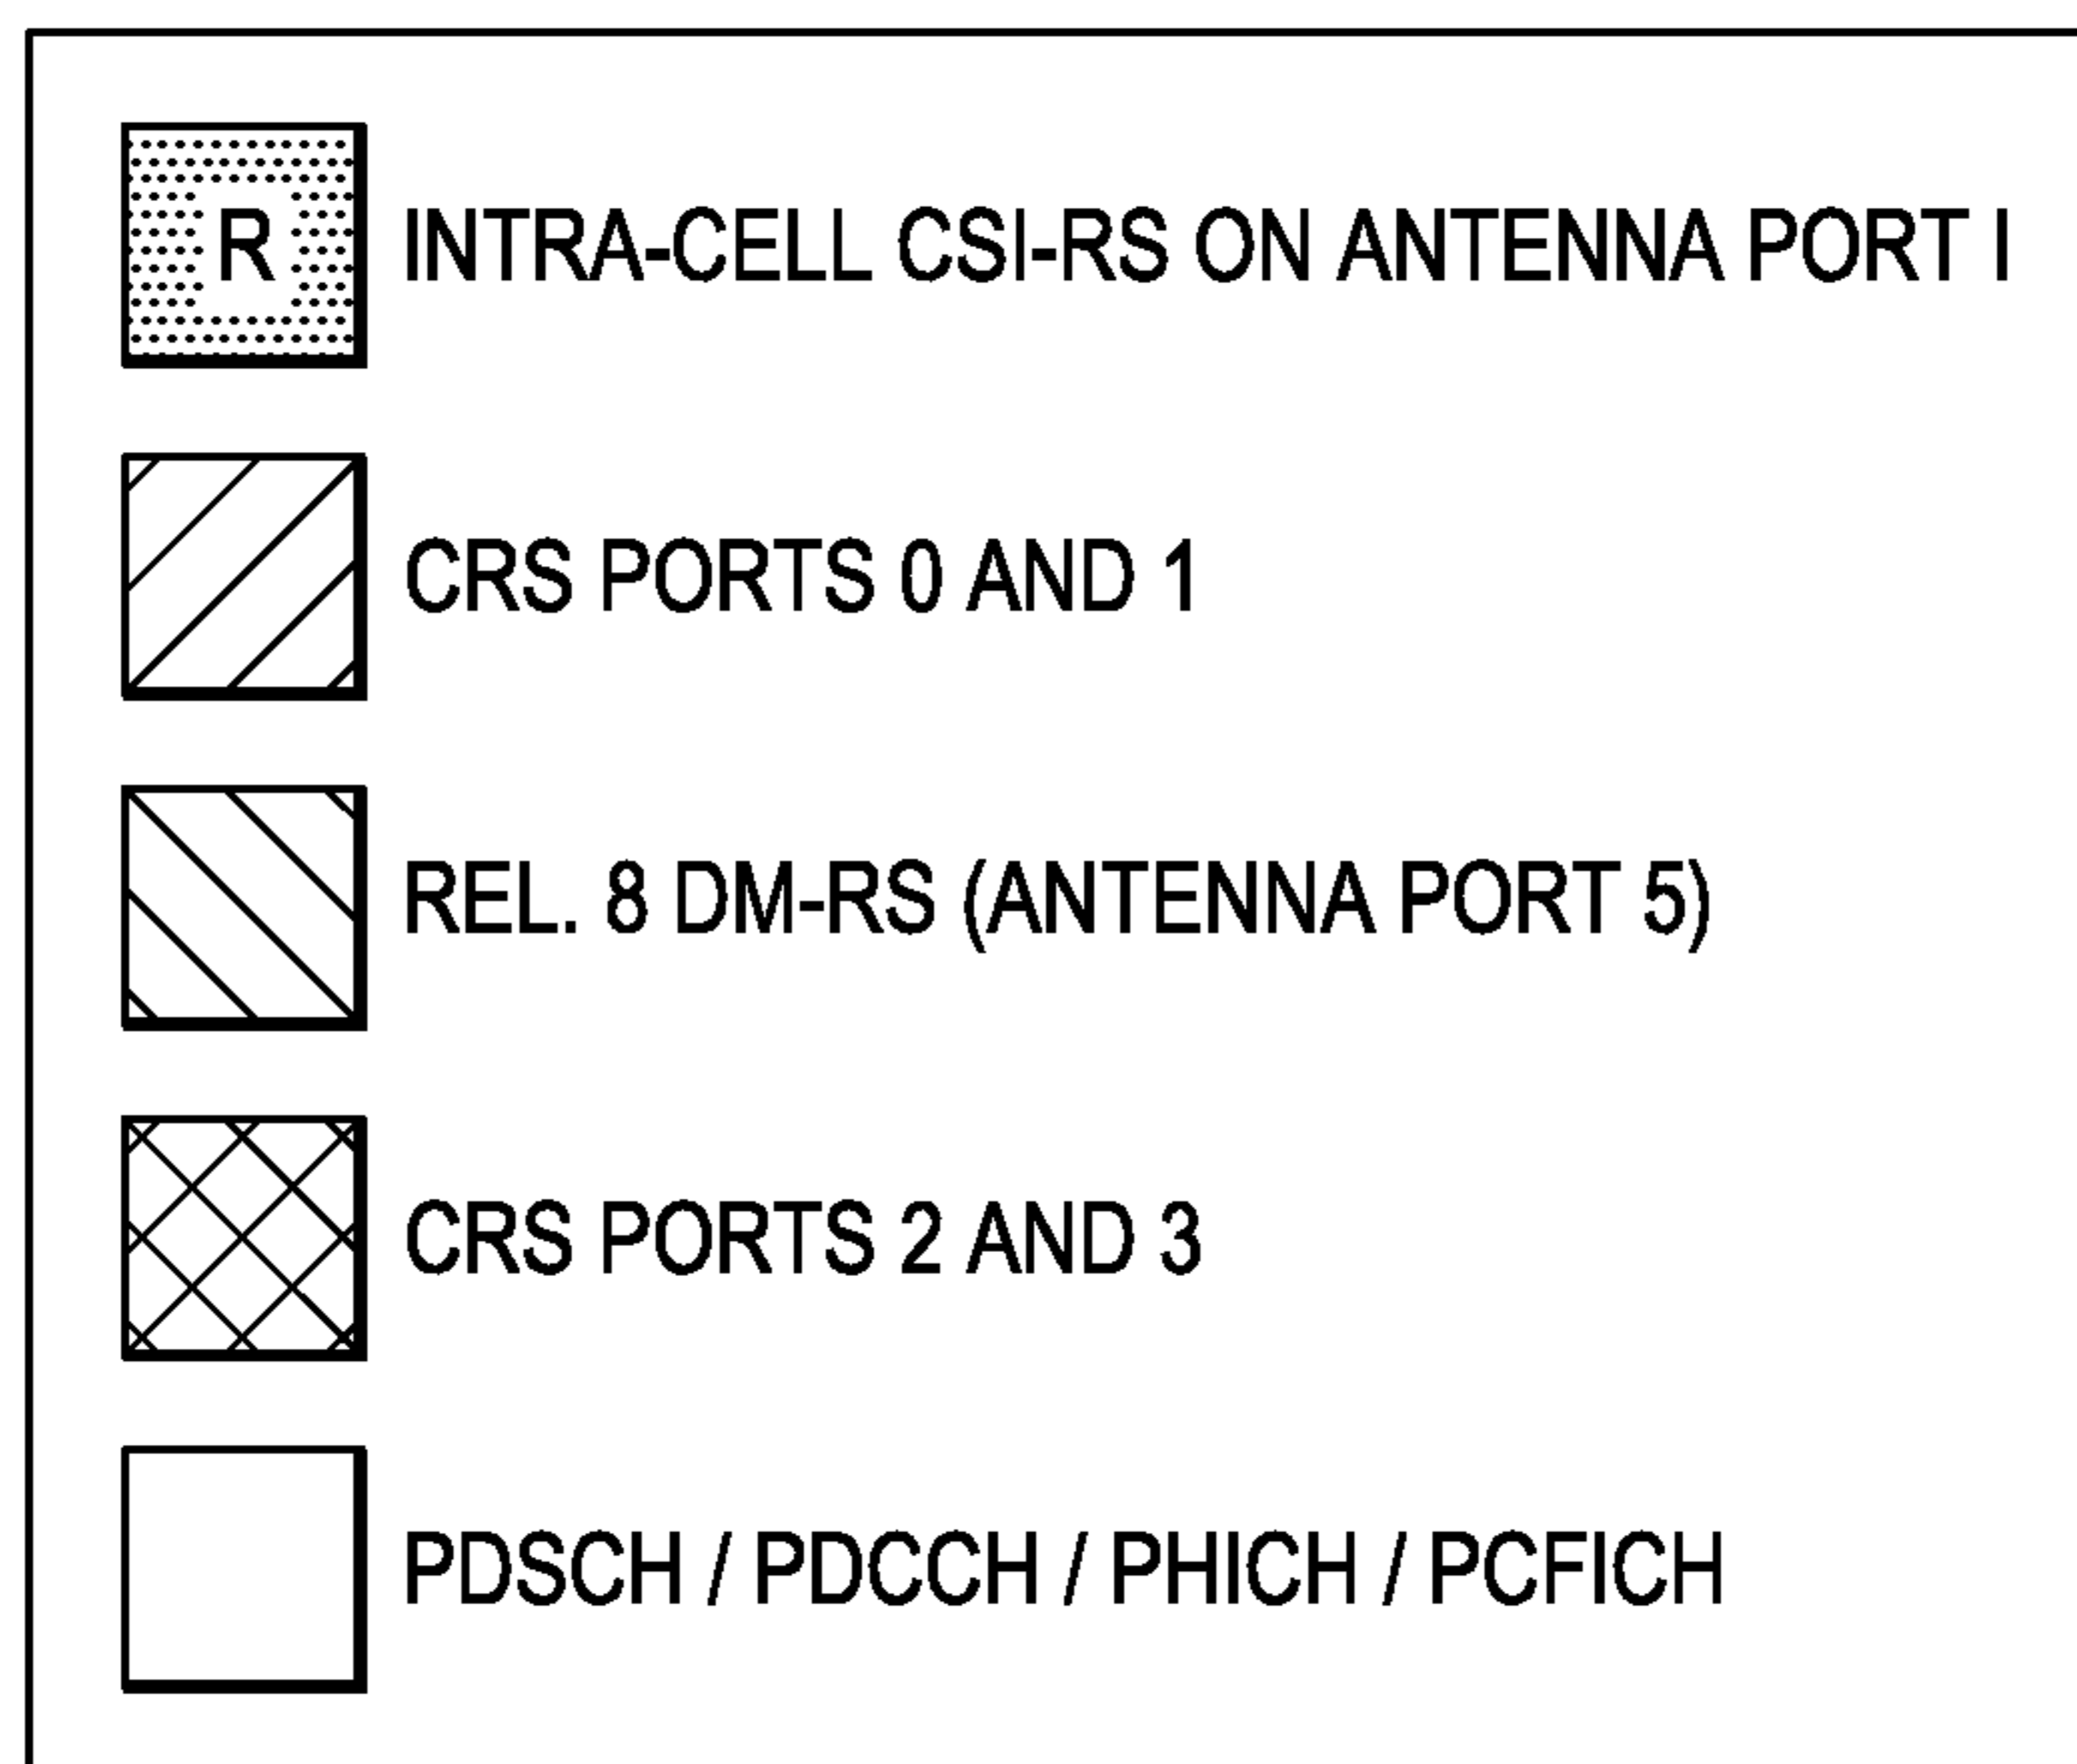 R INTRA-CELL CSI-RS ON ANTENNA PORT I
CRS PORTS 0 AND 1
REL. 8 DM-RS (ANTENNA PORT 5)
CRS PORTS 2 AND 3
PDSCH / PDCCH / PHICH / PCFICH